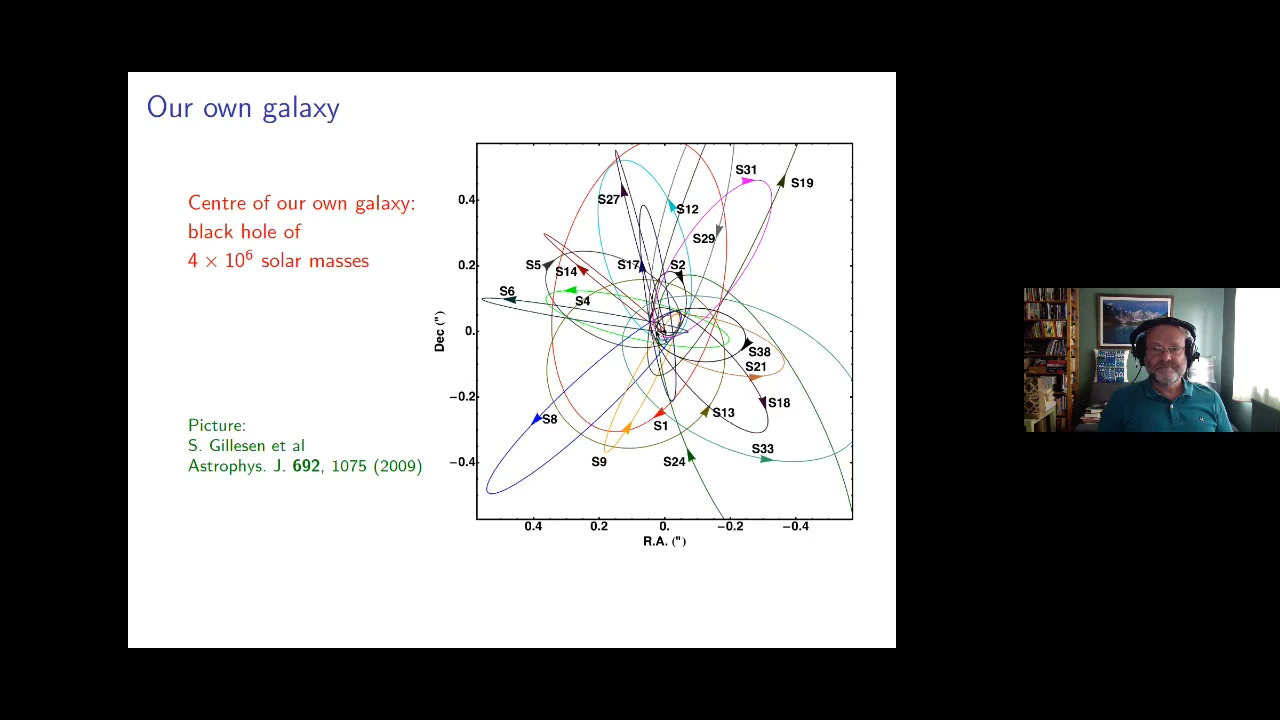 Our own galaxy
Centre of our own galaxy:
black hole of
4 × 10⁶ solar masses
Picture:
S. Gillesen et al
Astrophys. J. 692, 1075 (2009)
Dec (")
0.4
0.2
0.
−0.2
−0.4
0.4
0.2
0.
−0.2
−0.4
R.A. (")
S31
S19
S27
S12
S29
S5
S14
S17
S2
S6
S4
S38
S21
S18
S8
S1
S13
S33
S9
S24